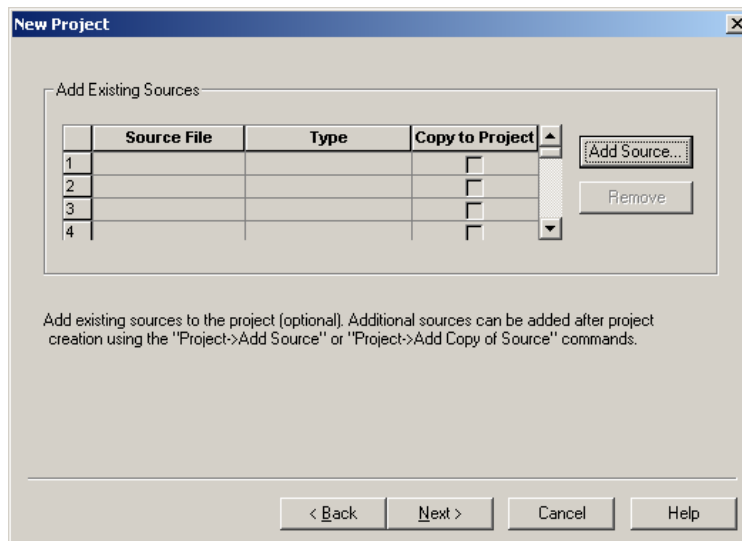 New Project
Add Existing Sources
Source File Type Copy to Project
1
2
3
4
Add Source...
Remove
Add existing sources to the project (optional). Additional sources can be added after project
creation using the "Project->Add Source" or "Project->Add Copy of Source" commands.
< Back Next > Cancel Help